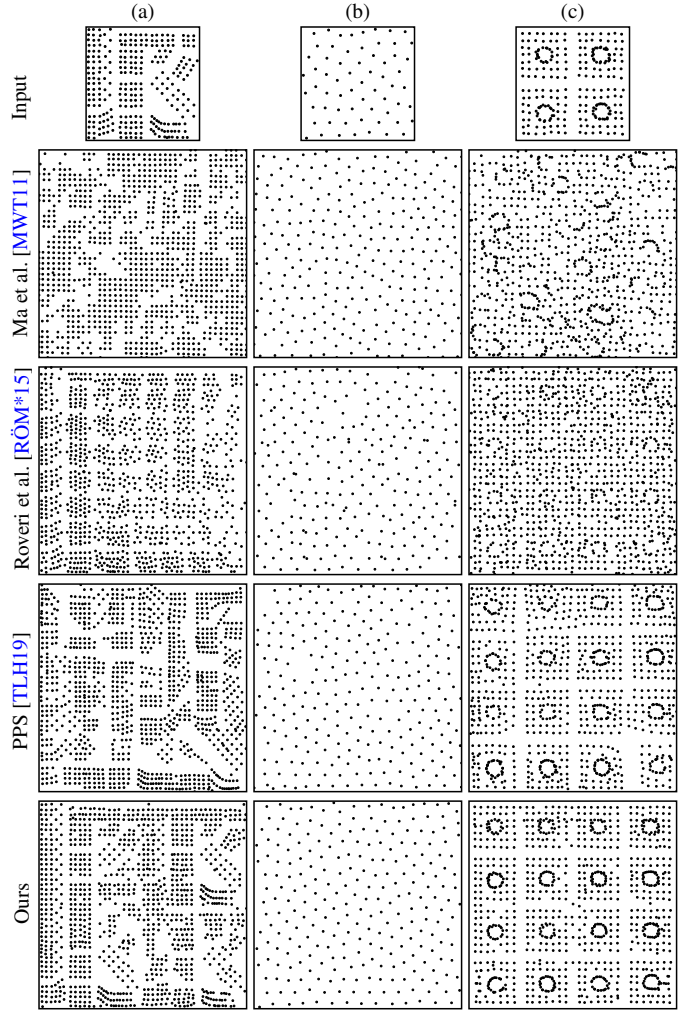 (a) (b) (c)
Input
Ma et al. [MWT11]
Roveri et al. [RÖM*15]
PPS [TLH19]
Ours